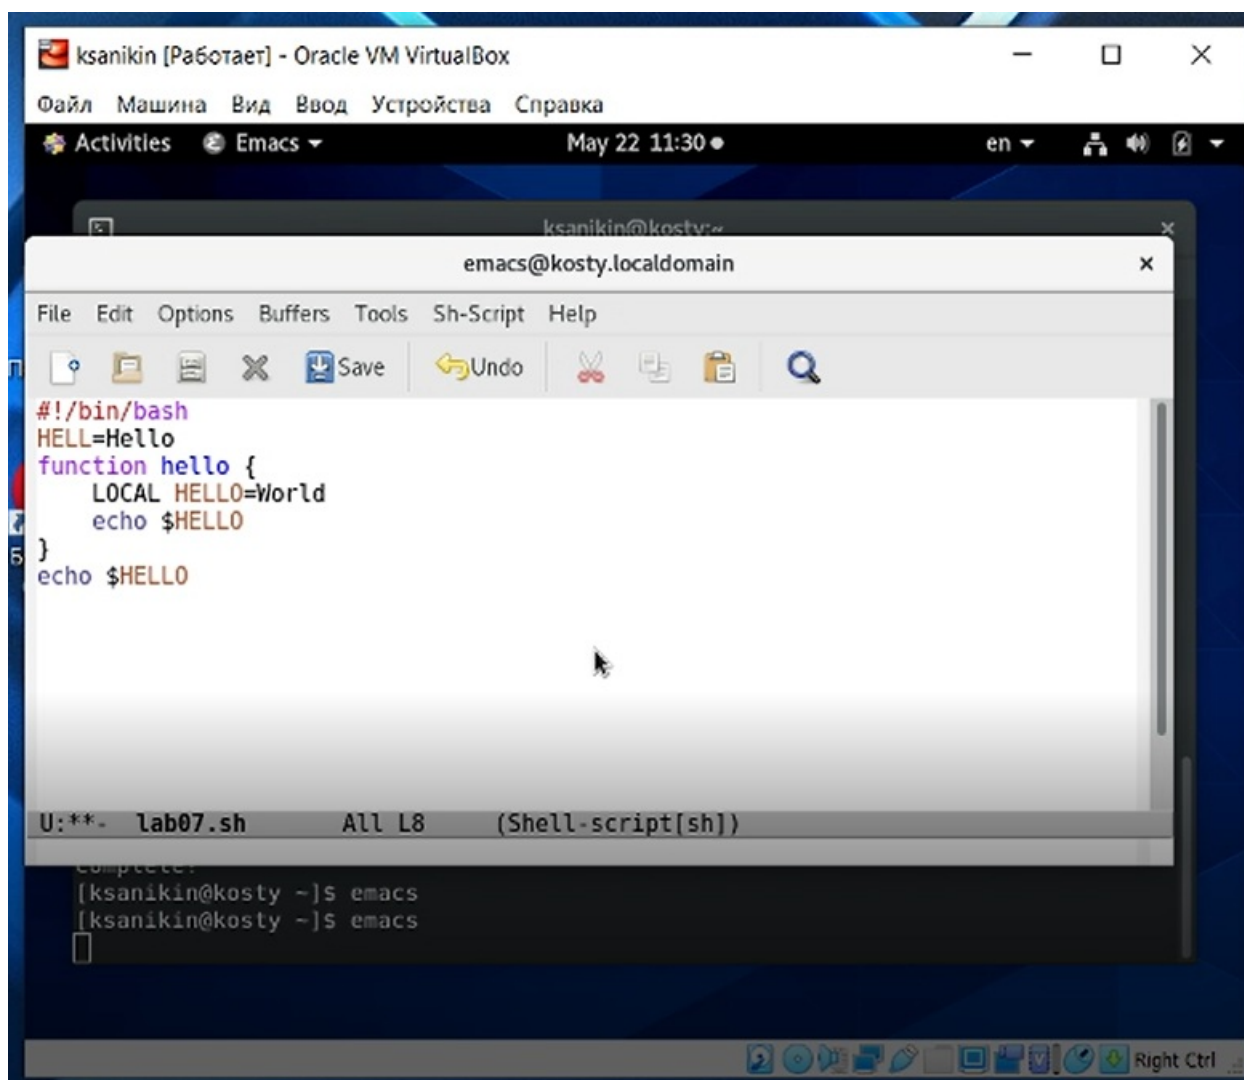 ksanikin [Работает] - Oracle VM VirtualBox
Файл Машина Вид Ввод Устройства Справка
Activities Emacs May 22 11:30 en
ksanikin@kosty:~
emacs@kosty.localdomain
File Edit Options Buffers Tools Sh-Script Help
Save Undo
#!/bin/bash
HELL=Hello
function hello {
    LOCAL HELLO=World
    echo $HELLO
}
echo $HELLO
U:**- lab07.sh All L8 (Shell-script[sh])
Complete!
[ksanikin@kosty ~]$ emacs
[ksanikin@kosty ~]$ emacs
Right Ctrl